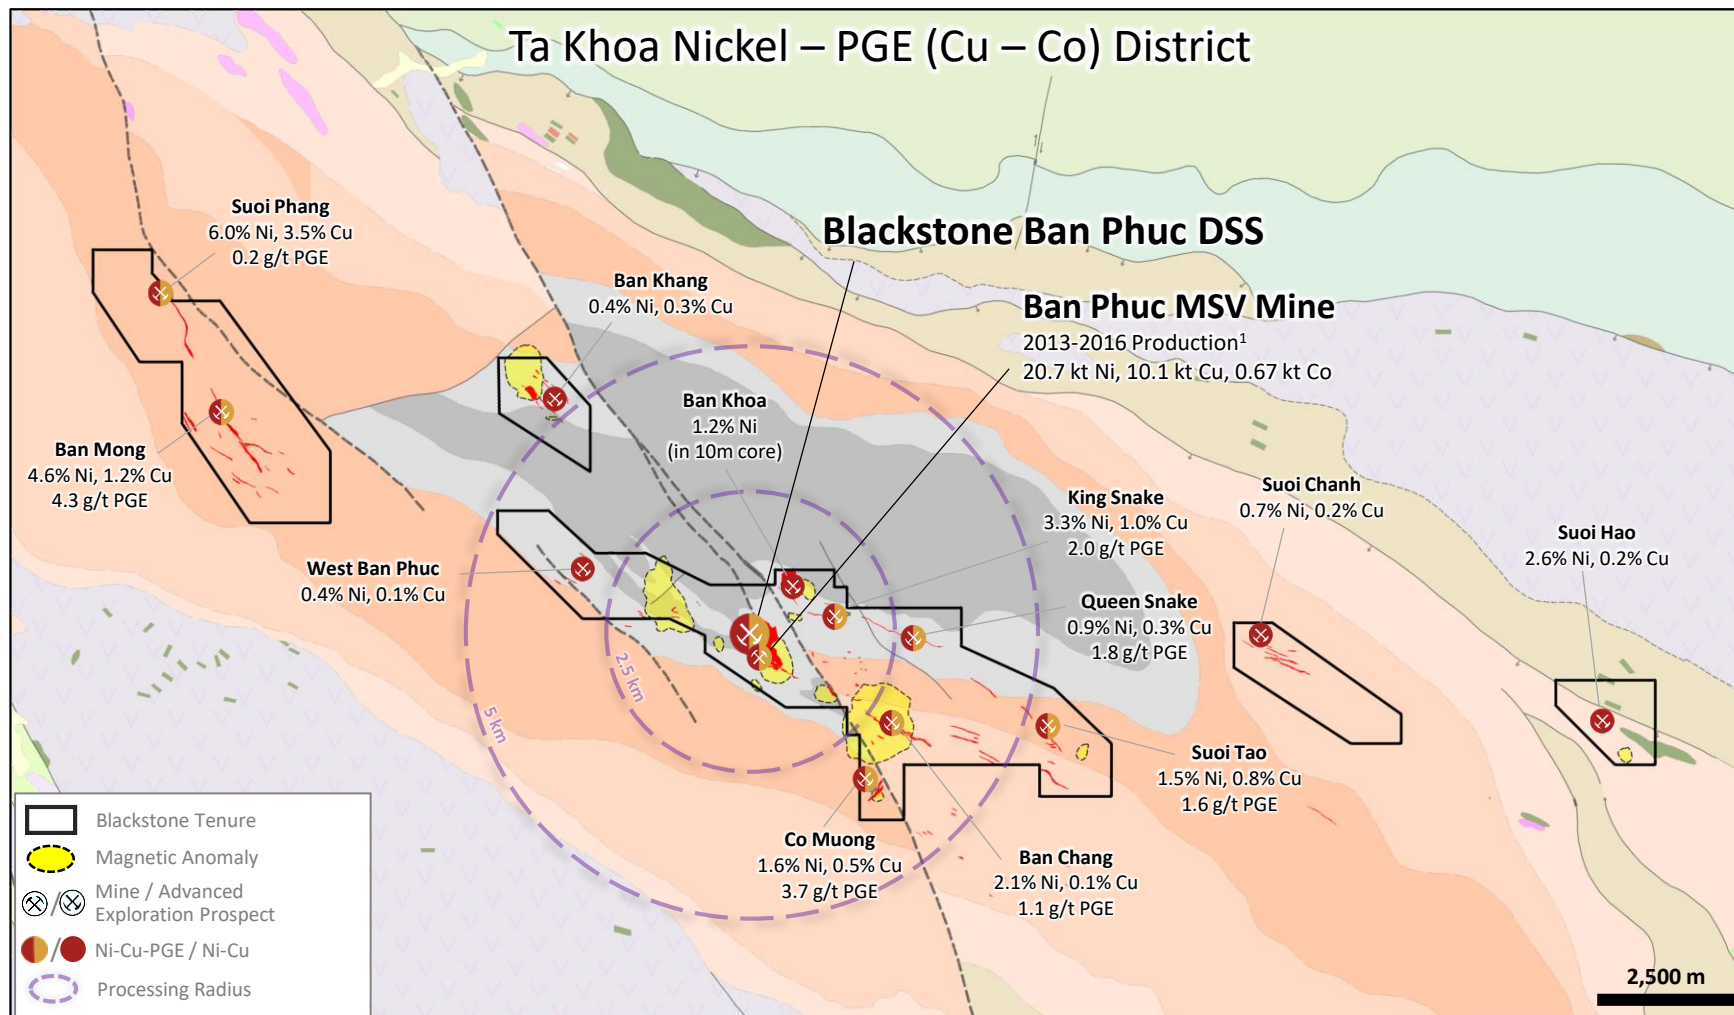 Ta Khoa Nickel – PGE (Cu – Co) District
Suoi Phang
6.0% Ni, 3.5% Cu
0.2 g/t PGE
Blackstone Ban Phuc DSS
Ban Khang
0.4% Ni, 0.3% Cu
Ban Phuc MSV Mine
2013-2016 Production¹
20.7 kt Ni, 10.1 kt Cu, 0.67 kt Co
Ban Khoa
1.2% Ni
(in 10m core)
Ban Mong
4.6% Ni, 1.2% Cu
4.3 g/t PGE
King Snake
3.3% Ni, 1.0% Cu
2.0 g/t PGE
Suoi Chanh
0.7% Ni, 0.2% Cu
Suoi Hao
2.6% Ni, 0.2% Cu
West Ban Phuc
0.4% Ni, 0.1% Cu
Queen Snake
0.9% Ni, 0.3% Cu
1.8 g/t PGE
2.5 km
5 km
Suoi Tao
1.5% Ni, 0.8% Cu
1.6 g/t PGE
Co Muong
1.6% Ni, 0.5% Cu
3.7 g/t PGE
Ban Chang
2.1% Ni, 0.1% Cu
1.1 g/t PGE
Blackstone Tenure
Magnetic Anomaly
/ Mine / Advanced
Exploration Prospect
/ Ni-Cu-PGE / Ni-Cu
Processing Radius
2,500 m